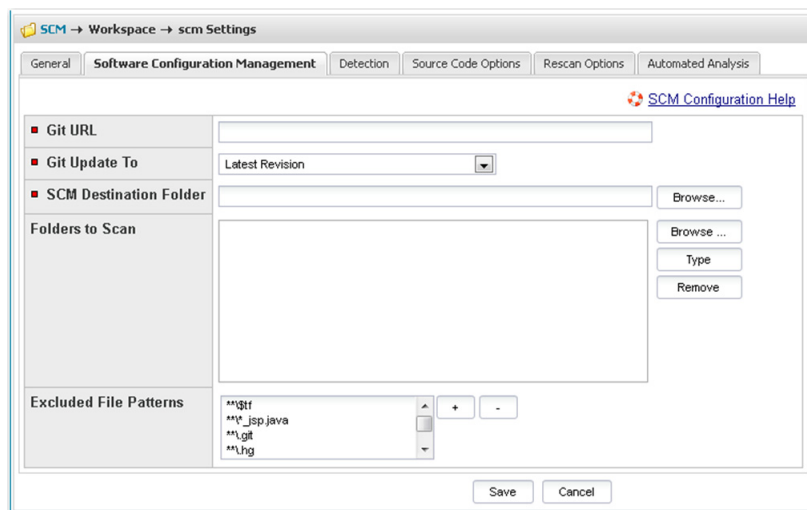 SCM → Workspace → scm Settings
General Software Configuration Management Detection Source Code Options Rescan Options Automated Analysis
SCM Configuration Help
Git URL
Git Update To Latest Revision
SCM Destination Folder Browse...
Folders to Scan Browse ...
Type
Remove
Excluded File Patterns **\$tf + -
**\*_jsp.java
**\.git
**\.hg
Save Cancel